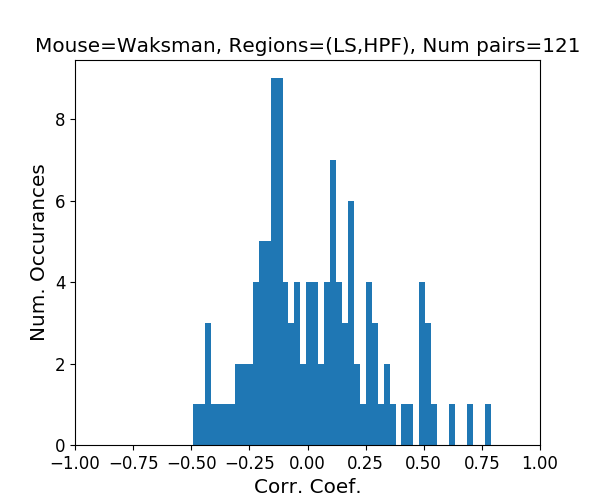 Mouse=Waksman, Regions=(LS,HPF), Num pairs=121
Num. Occurances
8
6
4
2
0
−1.00 −0.75 −0.50 −0.25 0.00 0.25 0.50 0.75 1.00
Corr. Coef.